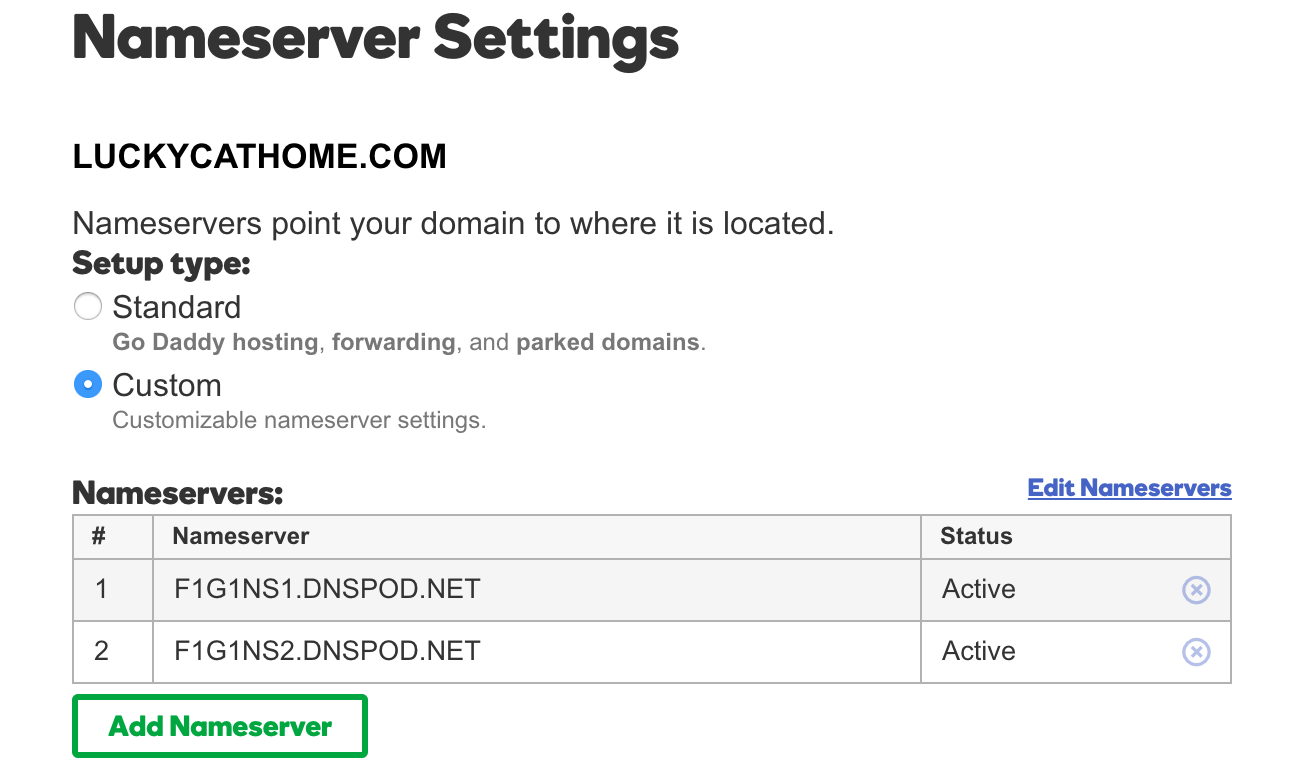 Nameserver Settings
LUCKYCATHOME.COM
Nameservers point your domain to where it is located.
Setup type:
Standard
Go Daddy hosting, forwarding, and parked domains.
Custom
Customizable nameserver settings.
Nameservers: Edit Nameservers
# Nameserver Status
1 F1G1NS1.DNSPOD.NET Active
2 F1G1NS2.DNSPOD.NET Active
Add Nameserver